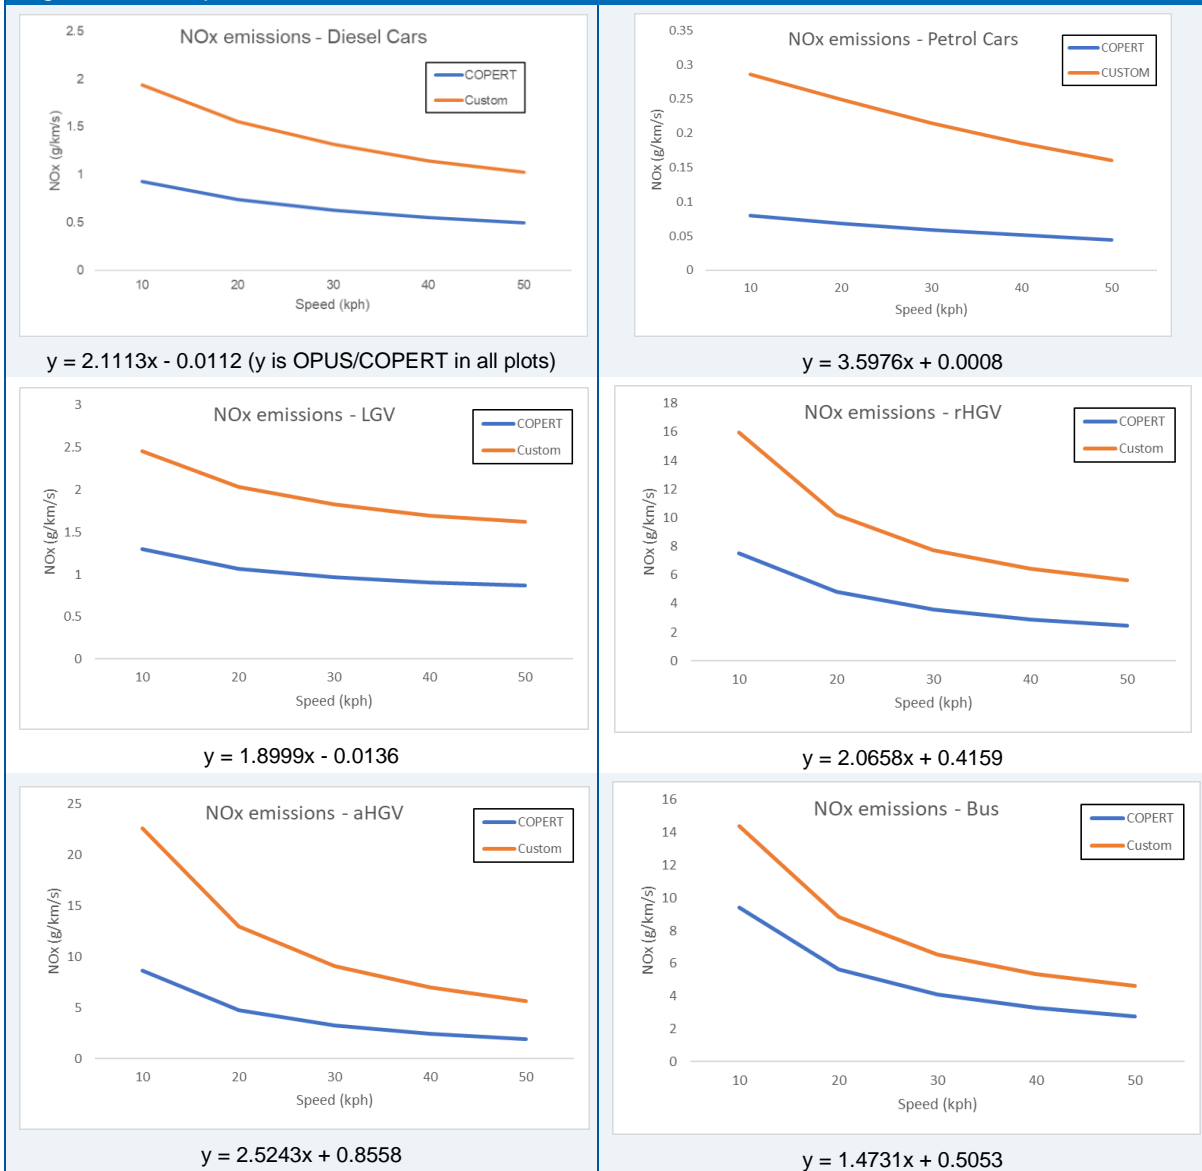 NOx emissions - Diesel Cars
2.5
2
1.5
1
0.5
0
NOx (g/km/s)
COPERT
Custom
10 20 30 40 50
Speed (kph)
y = 2.1113x - 0.0112 (y is OPUS/COPERT in all plots)
NOx emissions - Petrol Cars
0.35
0.3
0.25
0.2
0.15
0.1
0.05
0
NOx (g/km/s)
COPERT
CUSTOM
10 20 30 40 50
Speed (kph)
y = 3.5976x + 0.0008
NOx emissions - LGV
3
2.5
2
1.5
1
0.5
0
NOx (g/km/s)
COPERT
Custom
10 20 30 40 50
Speed (kph)
y = 1.8999x - 0.0136
NOx emissions - rHGV
18
16
14
12
10
8
6
4
2
0
NOx (g/km/s)
COPERT
Custom
10 20 30 40 50
Speed (kph)
y = 2.0658x + 0.4159
NOx emissions - aHGV
25
20
15
10
5
0
NOx (g/km/s)
COPERT
Custom
10 20 30 40 50
Speed (kph)
y = 2.5243x + 0.8558
NOx emissions - Bus
16
14
12
10
8
6
4
2
0
NOx (g/km/s)
COPERT
Custom
10 20 30 40 50
Speed (kph)
y = 1.4731x + 0.5053